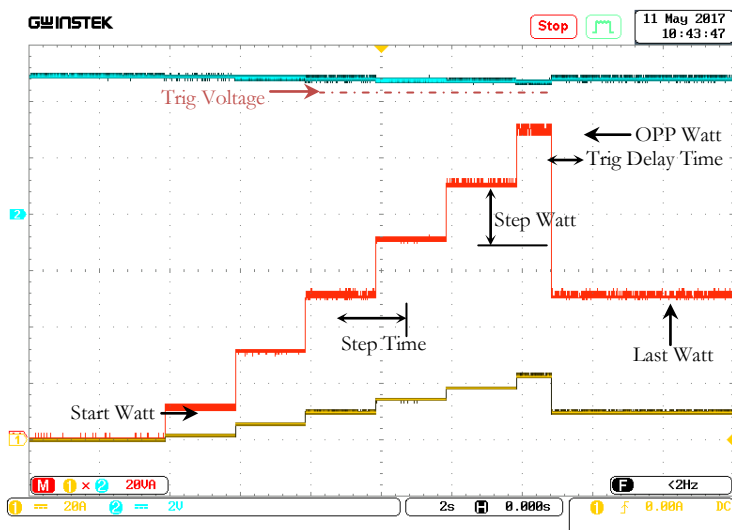 GWINSTEK
Stop
11 May 2017
10:43:47
Trig Voltage
OPP Watt
Trig Delay Time
2
Step Watt
Step Time
Last Watt
Start Watt
1
M 1 × 2 20VA
F <2Hz
1 20A 2 2V
2s H 0.000s
1 0.00A DC